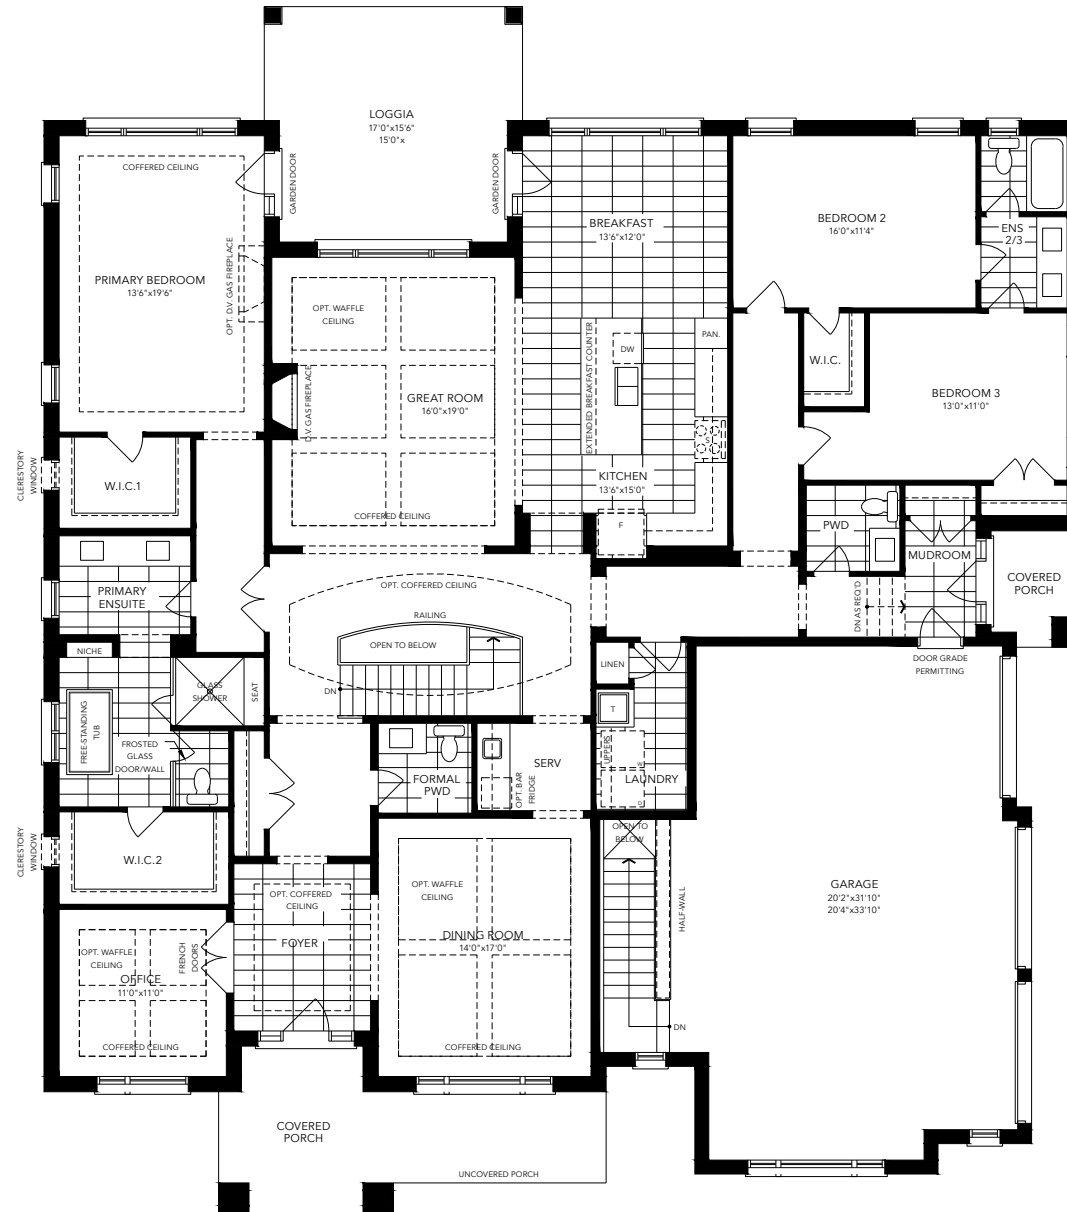 LOGGIA
17'0"x15'6"
15'0"x
COFFERED CEILING
GARDEN DOOR
GARDEN DOOR
BREAKFAST
13'6"x12'0"
BEDROOM 2
16'0"x11'4"
ENS
2/3
PRIMARY BEDROOM
13'6"x19'6"
OPT. D.V. GAS FIREPLACE
OPT. WAFFLE
CEILING
EXTENDED BREAKFAST COUNTER
DW
PAN.
W.I.C.
GREAT ROOM
16'0"x19'0"
D.V. GAS FIREPLACE
BEDROOM 3
13'0"x11'0"
S
CLERESTORY
WINDOW
W.I.C.1
KITCHEN
13'6"x15'0"
COFFERED CEILING
F
PWD
MUDROOM
PRIMARY
ENSUITE
OPT. COFFERED CEILING
COVERED
PORCH
DN AS REQ'D
RAILING
OPEN TO BELOW
NICHE
LINEN
DOOR GRADE
PERMITTING
GLASS
SHOWER
SEAT
DN
FREE-STANDING
TUB
T
FROSTED
GLASS
DOOR/WALL
UPPERS
W
D
LAUNDRY
FORMAL
PWD
SERV
OPT. BAR
FRIDGE
OPEN TO
BELOW
CLERESTORY
WINDOW
W.I.C.2
OPT. COFFERED
CEILING
OPT. WAFFLE
CEILING
HALF-WALL
GARAGE
20'2"x31'10"
20'4"x33'10"
FOYER
DINING ROOM
14'0"x17'0"
OPT. WAFFLE
CEILING
FRENCH
DOORS
OFFICE
11'0"x11'0"
DN
COFFERED CEILING
COFFERED CEILING
COVERED
PORCH
UNCOVERED PORCH